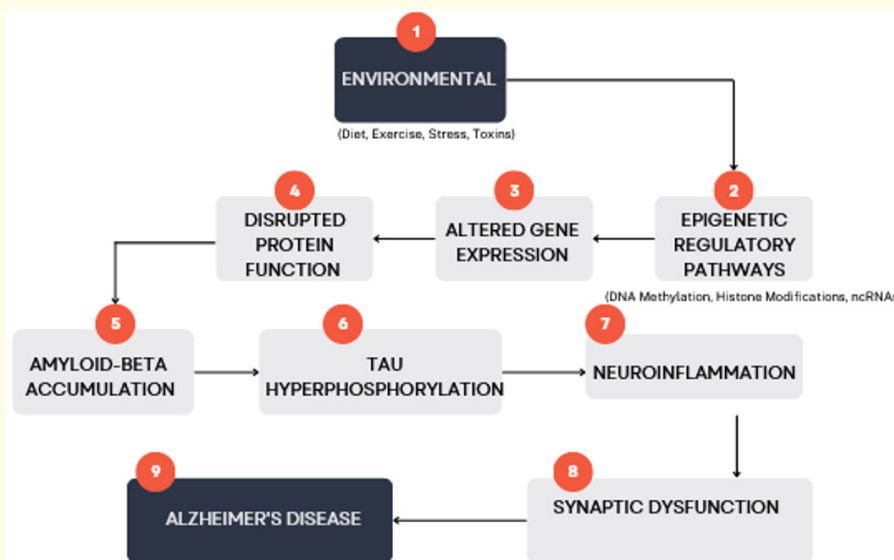 1
ENVIRONMENTAL
(Diet, Exercise, Stress, Toxins)
2
EPIGENETIC
REGULATORY
PATHWAYS
(DNA Methylation, Histone Modifications, ncRNAs
3
ALTERED GENE
EXPRESSION
4
DISRUPTED
PROTEIN
FUNCTION
5
AMYLOID-BETA
ACCUMULATION
6
TAU
HYPERPHOSPHORYLATION
7
NEUROINFLAMMATION
8
SYNAPTIC DYSFUNCTION
9
ALZHEIMER'S DISEASE